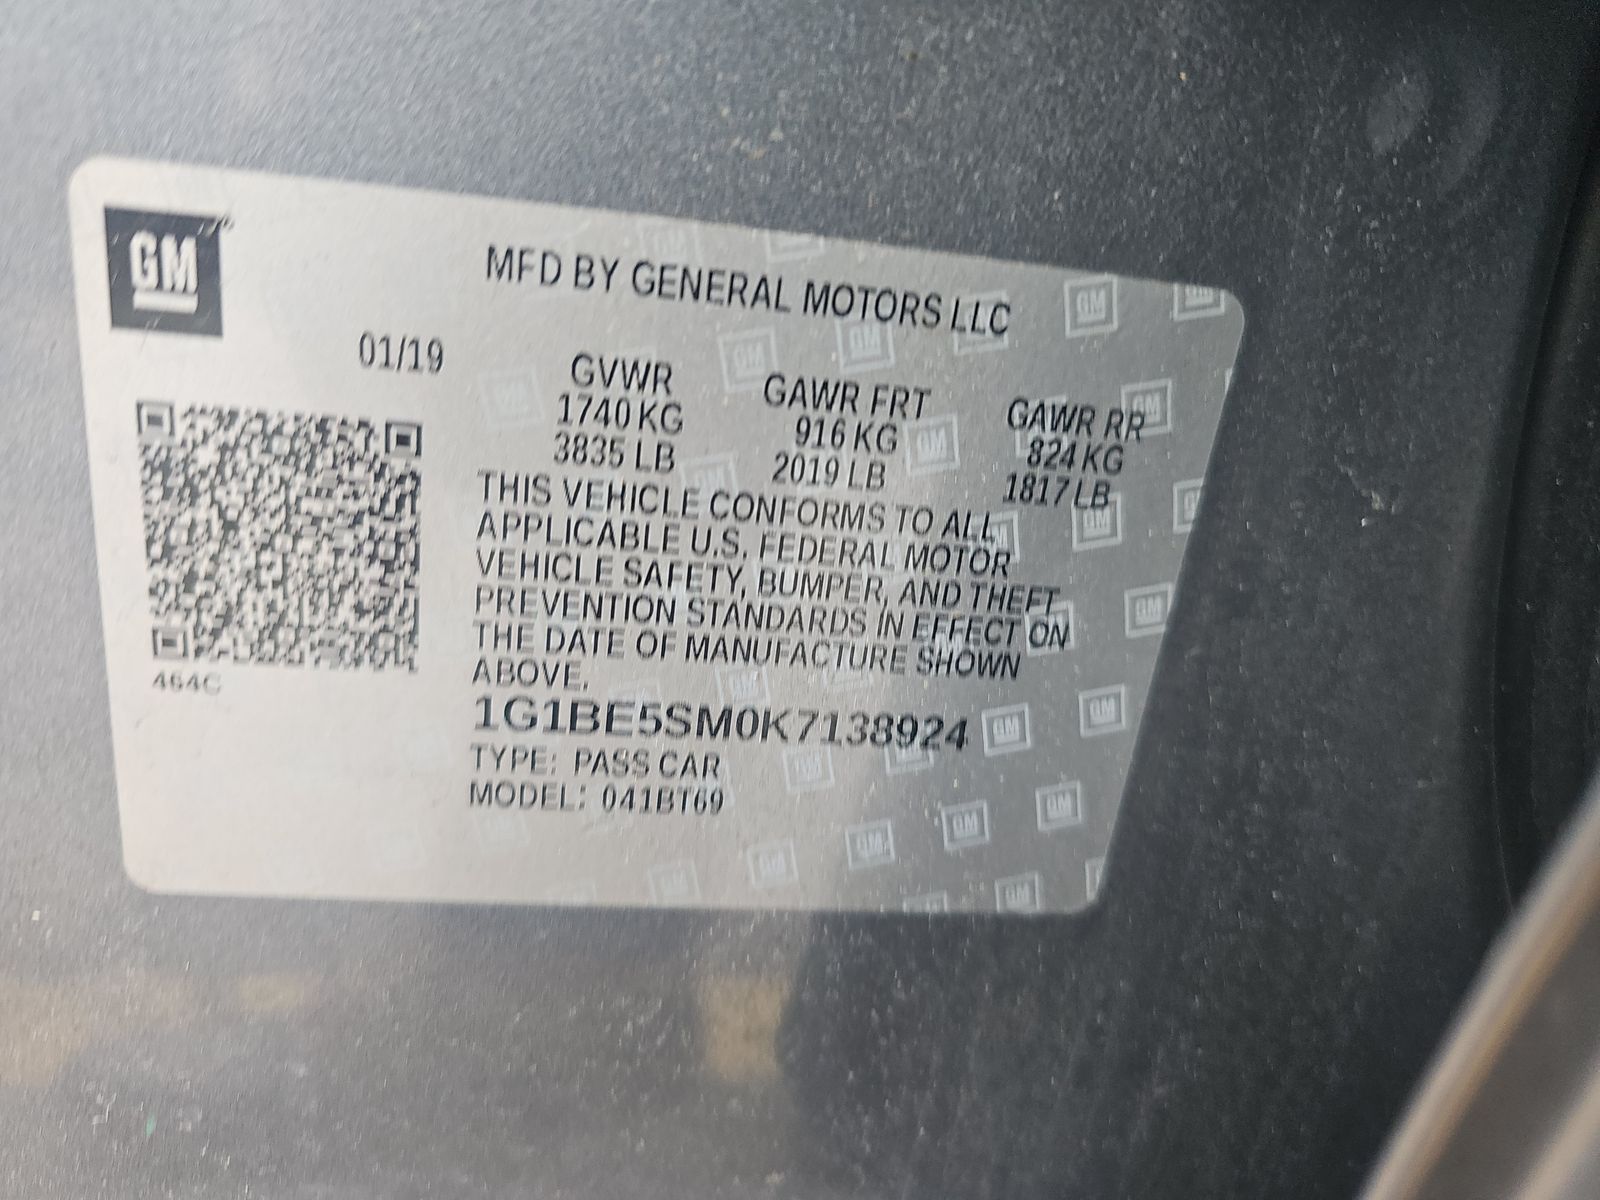 GM
MFD BY GENERAL MOTORS LLC
01/19
GVWR GAWR FRT GAWR RR
1740 KG 916 KG 824 KG
3835 LB 2019 LB 1817 LB
THIS VEHICLE CONFORMS TO ALL
APPLICABLE U.S. FEDERAL MOTOR
VEHICLE SAFETY, BUMPER, AND THEFT
PREVENTION STANDARDS IN EFFECT ON
THE DATE OF MANUFACTURE SHOWN
ABOVE.
464C
1G1BE5SM0K7138924
TYPE: PASS CAR
MODEL: 041BT69